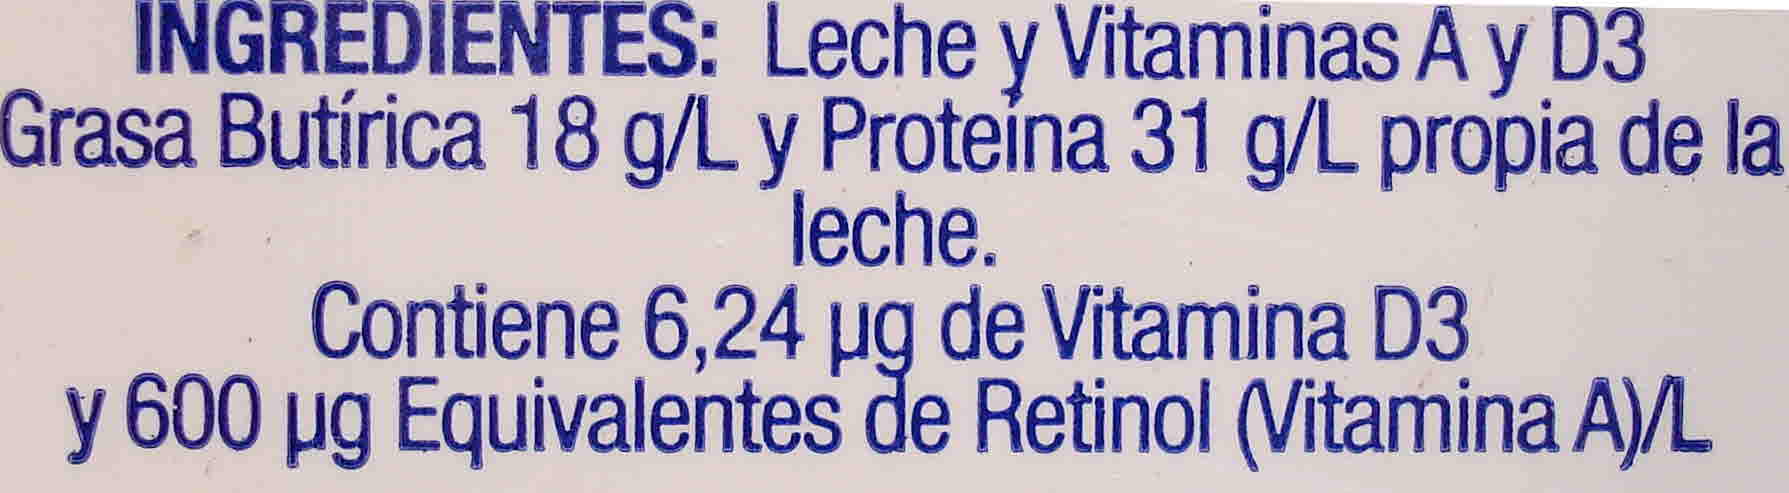 INGREDIENTES: Leche y Vitaminas A y D3
Grasa Butírica 18 g/L y Proteína 31 g/L propia de la
leche.
Contiene 6,24 µg de Vitamina D3
y 600 µg Equivalentes de Retinol (Vitamina A)/L